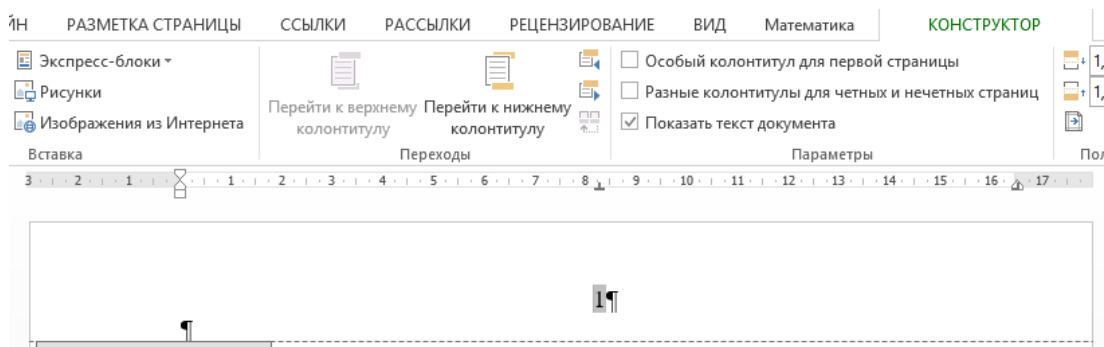 ЙН РАЗМЕТКА СТРАНИЦЫ ССЫЛКИ РАССЫЛКИ РЕЦЕНЗИРОВАНИЕ ВИД Математика КОНСТРУКТОР
Экспресс-блоки
Рисунки
Изображения из Интернета
Вставка
Перейти к верхнему колонтитулу
Перейти к нижнему колонтитулу
Переходы
Особый колонтитул для первой страницы
Разные колонтитулы для четных и нечетных страниц
Показать текст документа
Параметры
1,
1,
Пол
3 2 1 1 2 3 4 5 6 7 8 9 10 11 12 13 14 15 16 17
1¶
¶